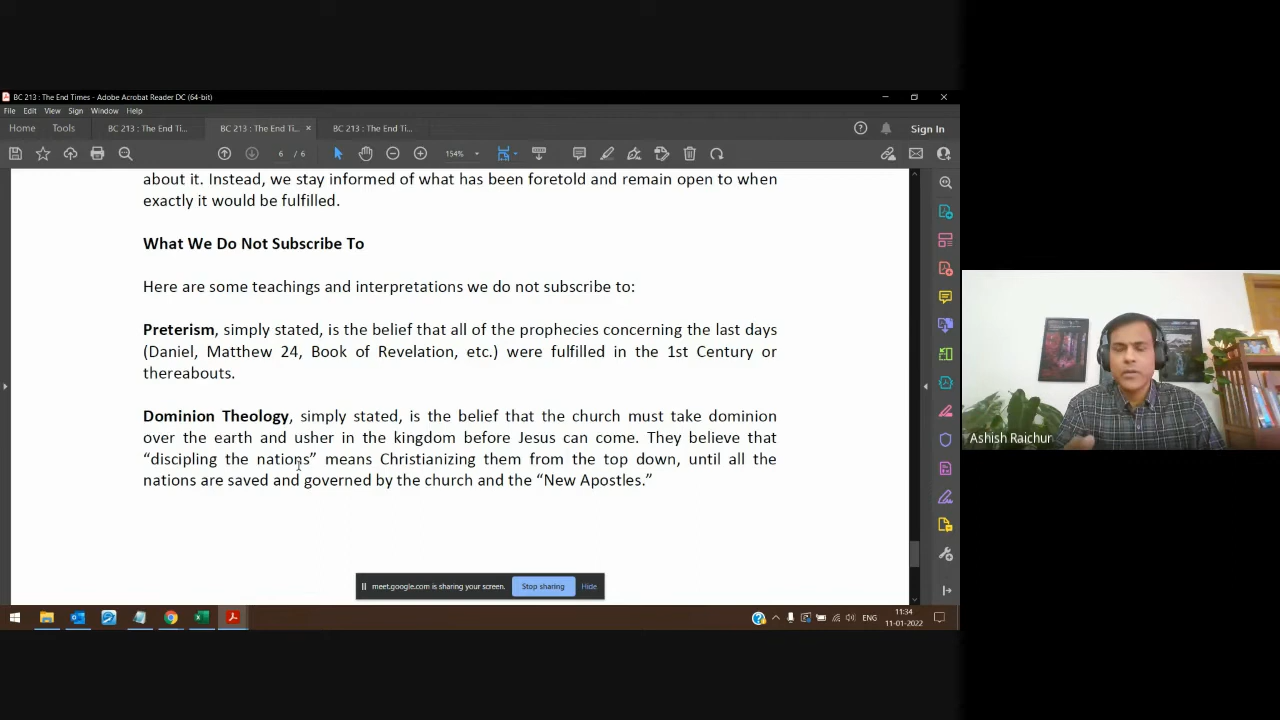 BC 213 : The End Times - Adobe Acrobat Reader DC (64-bit)
File Edit View Sign Window Help
Home Tools BC 213 : The End Ti... BC 213 : The End Ti... × BC 213 : The End Ti... Sign In
6 / 6 154%
about it. Instead, we stay informed of what has been foretold and remain open to when
exactly it would be fulfilled.
What We Do Not Subscribe To
Here are some teachings and interpretations we do not subscribe to:
Preterism, simply stated, is the belief that all of the prophecies concerning the last days
(Daniel, Matthew 24, Book of Revelation, etc.) were fulfilled in the 1st Century or
thereabouts.
Dominion Theology, simply stated, is the belief that the church must take dominion
over the earth and usher in the kingdom before Jesus can come. They believe that
“discipling the nations” means Christianizing them from the top down, until all the
nations are saved and governed by the church and the “New Apostles.”
Ashish Raichur
meet.google.com is sharing your screen. Stop sharing Hide
ENG
11:34
11-01-2022